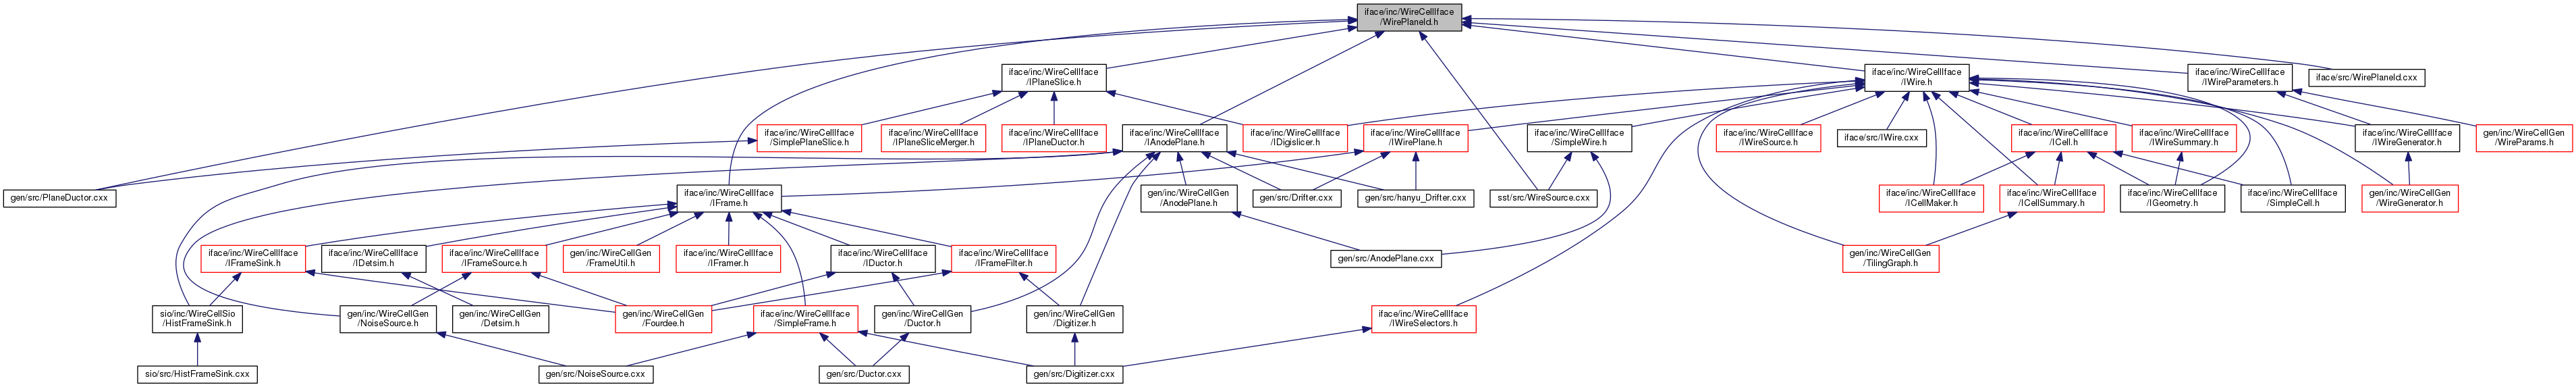 iface/inc/WireCellIface
/WirePlaneId.h
iface/inc/WireCellIface
/IPlaneSlice.h
iface/inc/WireCellIface
/IWire.h
iface/inc/WireCellIface
/IWireParameters.h
iface/src/WirePlaneId.cxx
iface/inc/WireCellIface
/SimplePlaneSlice.h
iface/inc/WireCellIface
/IPlaneSliceMerger.h
iface/inc/WireCellIface
/IPlaneDuctor.h
iface/inc/WireCellIface
/IAnodePlane.h
iface/inc/WireCellIface
/IDigislicer.h
iface/inc/WireCellIface
/IWirePlane.h
iface/inc/WireCellIface
/SimpleWire.h
iface/inc/WireCellIface
/IWireSource.h
iface/src/IWire.cxx
iface/inc/WireCellIface
/ICell.h
iface/inc/WireCellIface
/IWireSummary.h
iface/inc/WireCellIface
/IWireGenerator.h
gen/inc/WireCellGen
/WireParams.h
gen/src/PlaneDuctor.cxx
iface/inc/WireCellIface
/IFrame.h
gen/inc/WireCellGen
/AnodePlane.h
gen/src/Drifter.cxx
gen/src/hanyu_Drifter.cxx
sst/src/WireSource.cxx
iface/inc/WireCellIface
/ICellMaker.h
iface/inc/WireCellIface
/ICellSummary.h
iface/inc/WireCellIface
/IGeometry.h
iface/inc/WireCellIface
/SimpleCell.h
gen/inc/WireCellGen
/WireGenerator.h
iface/inc/WireCellIface
/IFrameSink.h
iface/inc/WireCellIface
/IDetsim.h
iface/inc/WireCellIface
/IFrameSource.h
gen/inc/WireCellGen
/FrameUtil.h
iface/inc/WireCellIface
/IFramer.h
iface/inc/WireCellIface
/IDuctor.h
iface/inc/WireCellIface
/IFrameFilter.h
gen/src/AnodePlane.cxx
gen/inc/WireCellGen
/TilingGraph.h
sio/inc/WireCellSio
/HistFrameSink.h
gen/inc/WireCellGen
/NoiseSource.h
gen/inc/WireCellGen
/Detsim.h
gen/inc/WireCellGen
/Fourdee.h
iface/inc/WireCellIface
/SimpleFrame.h
gen/inc/WireCellGen
/Ductor.h
gen/inc/WireCellGen
/Digitizer.h
iface/inc/WireCellIface
/IWireSelectors.h
sio/src/HistFrameSink.cxx
gen/src/NoiseSource.cxx
gen/src/Ductor.cxx
gen/src/Digitizer.cxx